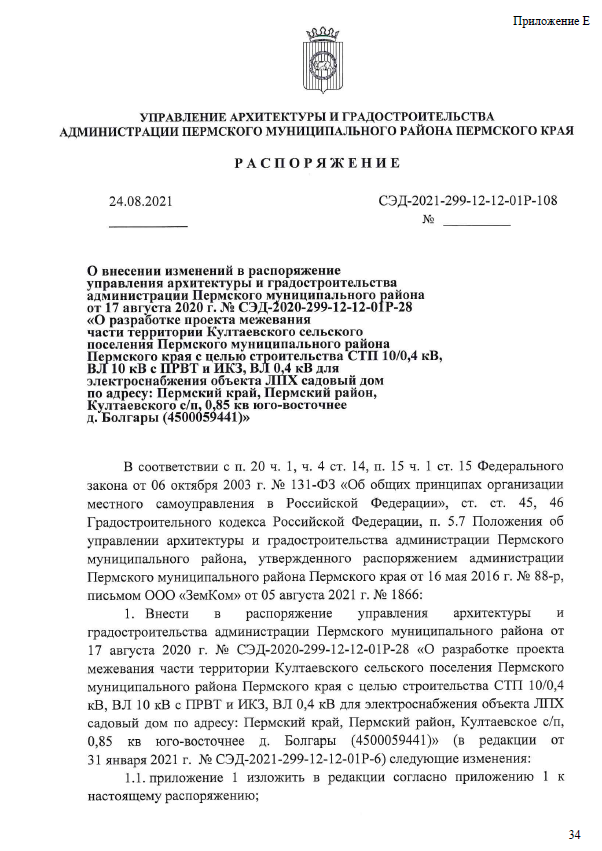 Приложение Е
УПРАВЛЕНИЕ АРХИТЕКТУРЫ И ГРАДОСТРОИТЕЛЬСТВА
АДМИНИСТРАЦИИ ПЕРМСКОГО МУНИЦИПАЛЬНОГО РАЙОНА ПЕРМСКОГО КРАЯ
РАСПОРЯЖЕНИЕ
24.08.2021 СЭД-2021-299-12-12-01Р-108
№
О внесении изменений в распоряжение
управления архитектуры и градостроительства
администрации Пермского муниципального района
от 17 августа 2020 г. № СЭД-2020-299-12-12-01Р-28
«О разработке проекта межевания
части территории Култаевского сельского
поселения Пермского муниципального района
Пермского края с целью строительства СТП 10/0,4 кВ,
ВЛ 10 кВ с ПРВТ и ИКЗ, ВЛ 0,4 кВ для
электроснабжения объекта ЛПХ садовый дом
по адресу: Пермский край, Пермский район,
Култаевского с/п, 0,85 кв юго-восточнее
д. Болгары (4500059441)»
В соответствии с п. 20 ч. 1, ч. 4 ст. 14, п. 15 ч. 1 ст. 15 Федерального
закона от 06 октября 2003 г. № 131-ФЗ «Об общих принципах организации
местного самоуправления в Российской Федерации», ст. ст. 45, 46
Градостроительного кодекса Российской Федерации, п. 5.7 Положения об
управлении архитектуры и градостроительства администрации Пермского
муниципального района, утвержденного распоряжением администрации
Пермского муниципального района Пермского края от 16 мая 2016 г. № 88-р,
письмом ООО «ЗемКом» от 05 августа 2021 г. № 1866:
1. Внести в распоряжение управления архитектуры и
градостроительства администрации Пермского муниципального района от
17 августа 2020 г. № СЭД-2020-299-12-12-01Р-28 «О разработке проекта
межевания части территории Култаевского сельского поселения Пермского
муниципального района Пермского края с целью строительства СТП 10/0,4
кВ, ВЛ 10 кВ с ПРВТ и ИКЗ, ВЛ 0,4 кВ для электроснабжения объекта ЛПХ
садовый дом по адресу: Пермский край, Пермский район, Култаевское с/п,
0,85 кв юго-восточнее д. Болгары (4500059441)» (в редакции от
31 января 2021 г. № СЭД-2021-299-12-12-01Р-6) следующие изменения:
1.1. приложение 1 изложить в редакции согласно приложению 1 к
настоящему распоряжению;
34